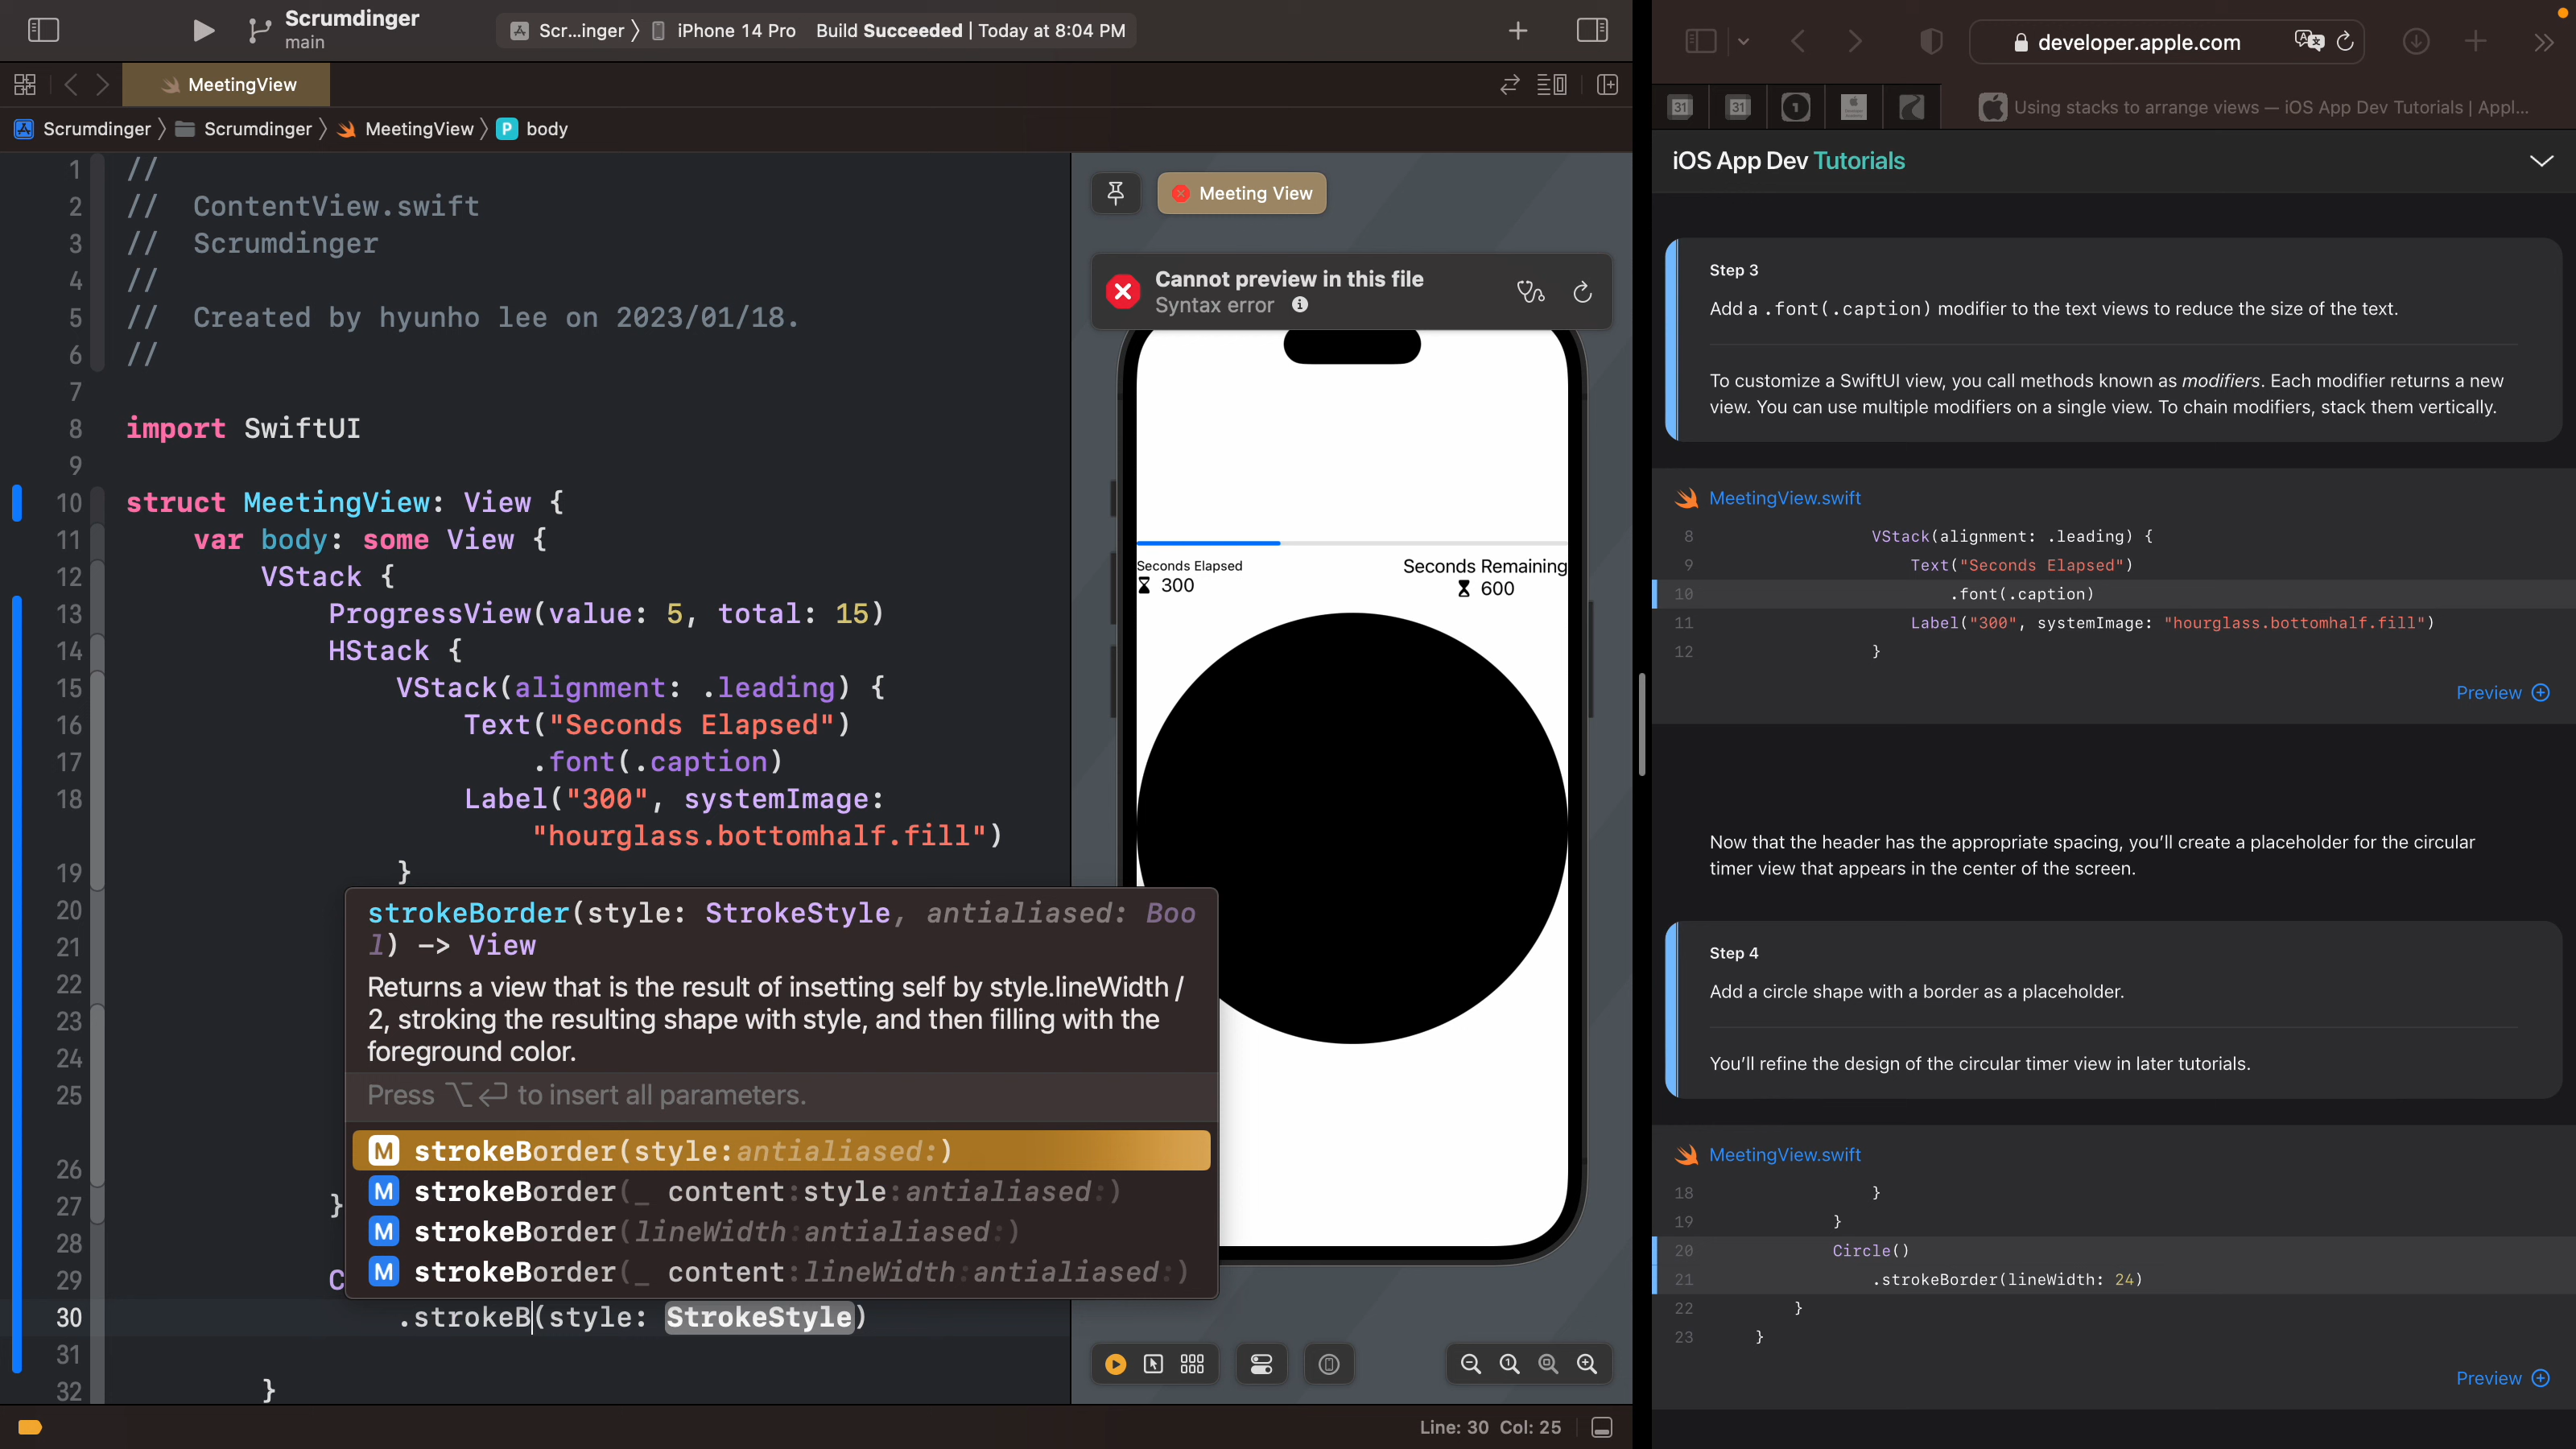 Scrumdinger
main
Scr...inger
iPhone 14 Pro
Build Succeeded | Today at 8:04 PM
MeetingView
Scrumdinger
Scrumdinger
MeetingView
P
body
1 //
2 // ContentView.swift
3 // Scrumdinger
4 //
5 // Created by hyunho lee on 2023/01/18.
6 //
7
8 import SwiftUI
9
10 struct MeetingView: View {
11 var body: some View {
12 VStack {
13 ProgressView(value: 5, total: 15)
14 HStack {
15 VStack(alignment: .leading) {
16 Text("Seconds Elapsed")
17 .font(.caption)
18 Label("300", systemImage:
"hourglass.bottomhalf.fill")
19 }
20
21
22
23
24
25
26
27 }
28
29 C
30 .strokeB(style: StrokeStyle)
31
32 }
strokeBorder(style: StrokeStyle, antialiased: Boo
l) -> View
Returns a view that is the result of insetting self by style.lineWidth /
2, stroking the resulting shape with style, and then filling with the
foreground color.
Press ⌥↩ to insert all parameters.
M strokeBorder(style:antialiased:)
M strokeBorder(_ content:style:antialiased:)
M strokeBorder(lineWidth:antialiased:)
M strokeBorder(_ content:lineWidth:antialiased:)
Line: 30 Col: 25
Meeting View
Cannot preview in this file
Syntax error
Seconds Elapsed
300
Seconds Remaining
600
developer.apple.com
31
31
1
Using stacks to arrange views — iOS App Dev Tutorials | Appl...
iOS App Dev Tutorials
Step 3
Add a .font(.caption) modifier to the text views to reduce the size of the text.
To customize a SwiftUI view, you call methods known as modifiers. Each modifier returns a new
view. You can use multiple modifiers on a single view. To chain modifiers, stack them vertically.
MeetingView.swift
8 VStack(alignment: .leading) {
9 Text("Seconds Elapsed")
10 .font(.caption)
11 Label("300", systemImage: "hourglass.bottomhalf.fill")
12 }
Preview
Now that the header has the appropriate spacing, you’ll create a placeholder for the circular
timer view that appears in the center of the screen.
Step 4
Add a circle shape with a border as a placeholder.
You’ll refine the design of the circular timer view in later tutorials.
MeetingView.swift
18 }
19 }
20 Circle()
21 .strokeBorder(lineWidth: 24)
22 }
23 }
Preview